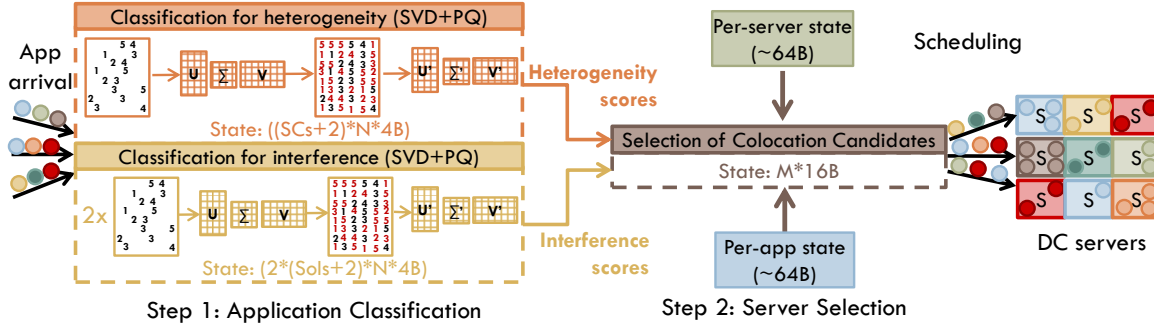 Classification for heterogeneity (SVD+PQ)
App
arrival
U Σ V
U' Σ' V'
State: ((SCs+2)*N*4B)
Heterogeneity
scores
Classification for interference (SVD+PQ)
2x
U Σ V
U' Σ' V'
State: (2*(SoIs+2)*N*4B)
Interference
scores
Step 1: Application Classification
Per-server state
(~64B)
Selection of Colocation Candidates
State: M*16B
Per-app state
(~64B)
Step 2: Server Selection
Scheduling
S S S
S S S
S S S
DC servers